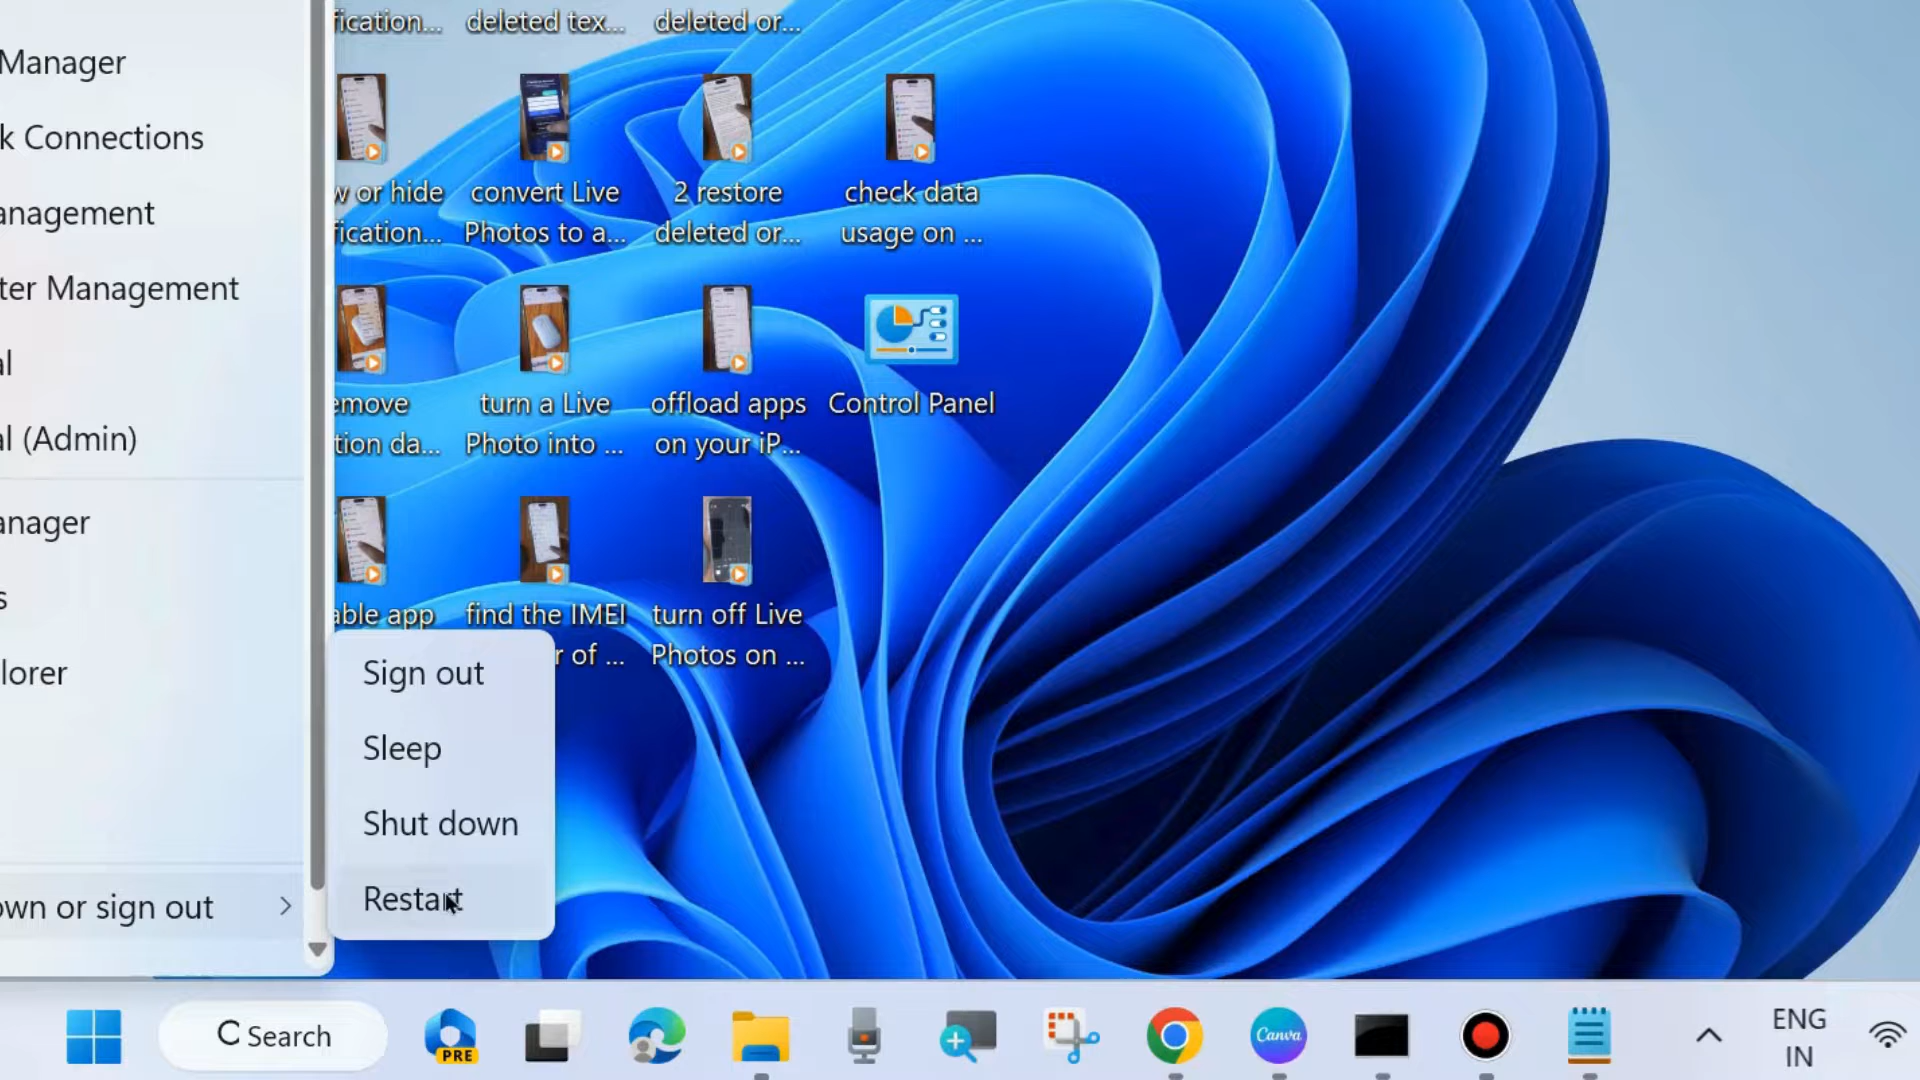 fication... deleted tex... deleted or...
Manager
k Connections
anagement
ter Management
al
al (Admin)
anager
s
lorer
own or sign out
w or hide
fication...
convert Live
Photos to a...
2 restore
deleted or...
check data
usage on ...
emove
tion da...
turn a Live
Photo into ...
offload apps
on your iP...
Control Panel
able app
find the IMEI
r of ...
turn off Live
Photos on ...
Sign out
Sleep
Shut down
Restart
Search
PRE
Canva
ENG
IN